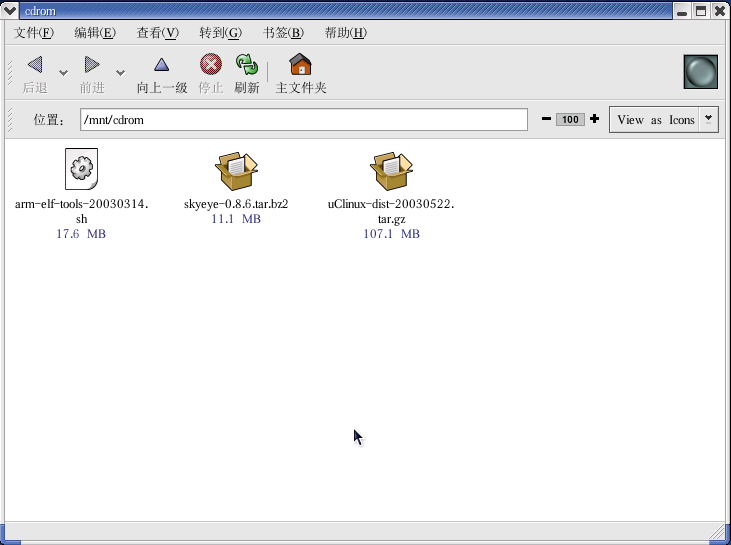 cdrom
文件(F) 编辑(E) 查看(V) 转到(G) 书签(B) 帮助(H)
后退 前进 向上一级 停止 刷新 主文件夹
位置: /mnt/cdrom 100 View as Icons
arm-elf-tools-20030314.
sh
17.6 MB
skyeye-0.8.6.tar.bz2
11.1 MB
uClinux-dist-20030522.
tar.gz
107.1 MB